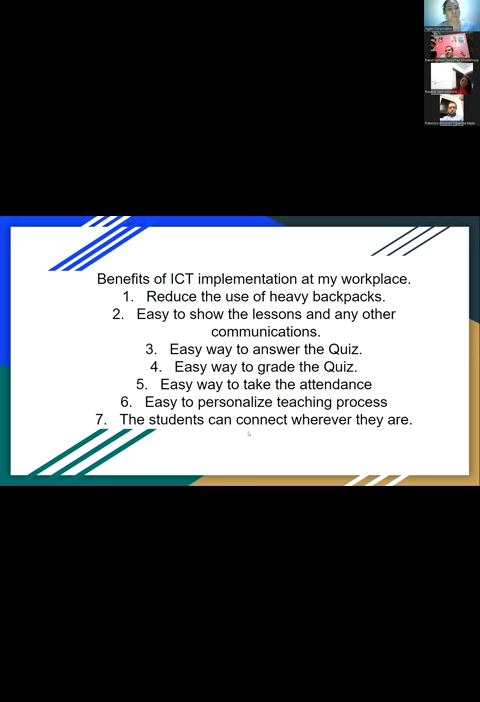 Benefits of ICT implementation at my workplace.
1. Reduce the use of heavy backpacks.
2. Easy to show the lessons and any other
communications.
3. Easy way to answer the Quiz.
4. Easy way to grade the Quiz.
5. Easy way to take the attendance
6. Easy to personalize teaching process
7. The students can connect wherever they are.